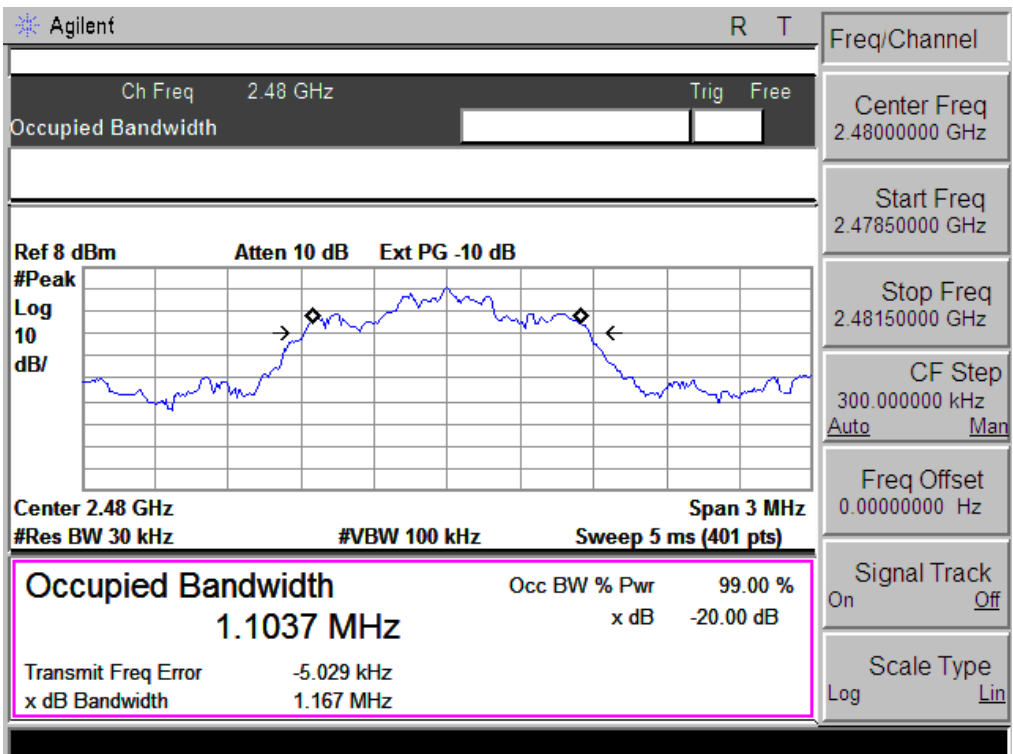 Agilent R T
Ch Freq 2.48 GHz Trig Free
Occupied Bandwidth
Ref 8 dBm Atten 10 dB Ext PG -10 dB
#Peak
Log
10
dB/
Center 2.48 GHz Span 3 MHz
#Res BW 30 kHz #VBW 100 kHz Sweep 5 ms (401 pts)
Occupied Bandwidth Occ BW % Pwr 99.00 %
1.1037 MHz x dB -20.00 dB
Transmit Freq Error -5.029 kHz
x dB Bandwidth 1.167 MHz
Freq/Channel
Center Freq
2.48000000 GHz
Start Freq
2.47850000 GHz
Stop Freq
2.48150000 GHz
CF Step
300.000000 kHz
Auto Man
Freq Offset
0.00000000 Hz
Signal Track
On Off
Scale Type
Log Lin